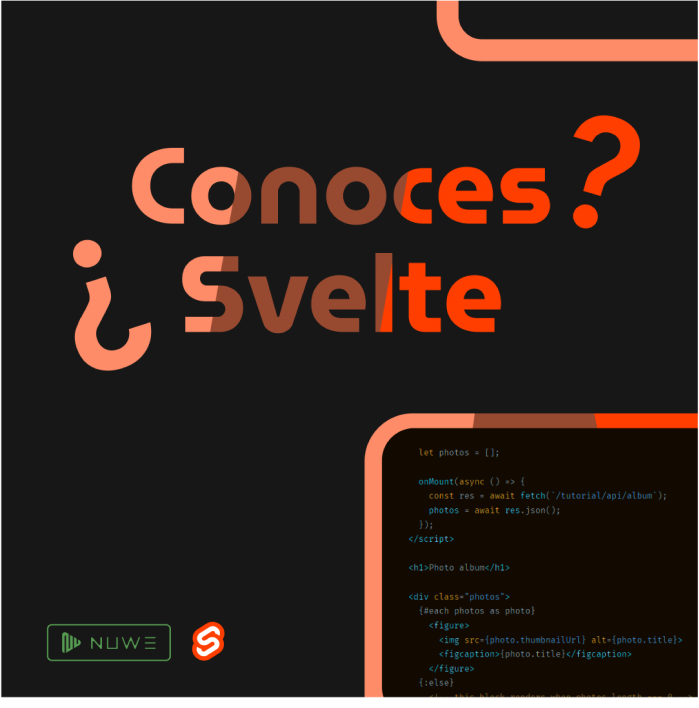 ¿Conoces
Svelte?
let photos = [];
onMount(async () => {
const res = await fetch(`/tutorial/api/album`);
photos = await res.json();
});
</script>
<h1>Photo album</h1>
<div class="photos">
{#each photos as photo}
<figure>
<img src={photo.thumbnailUrl} alt={photo.title}>
<figcaption>{photo.title}</figcaption>
</figure>
{:else}
NUWE